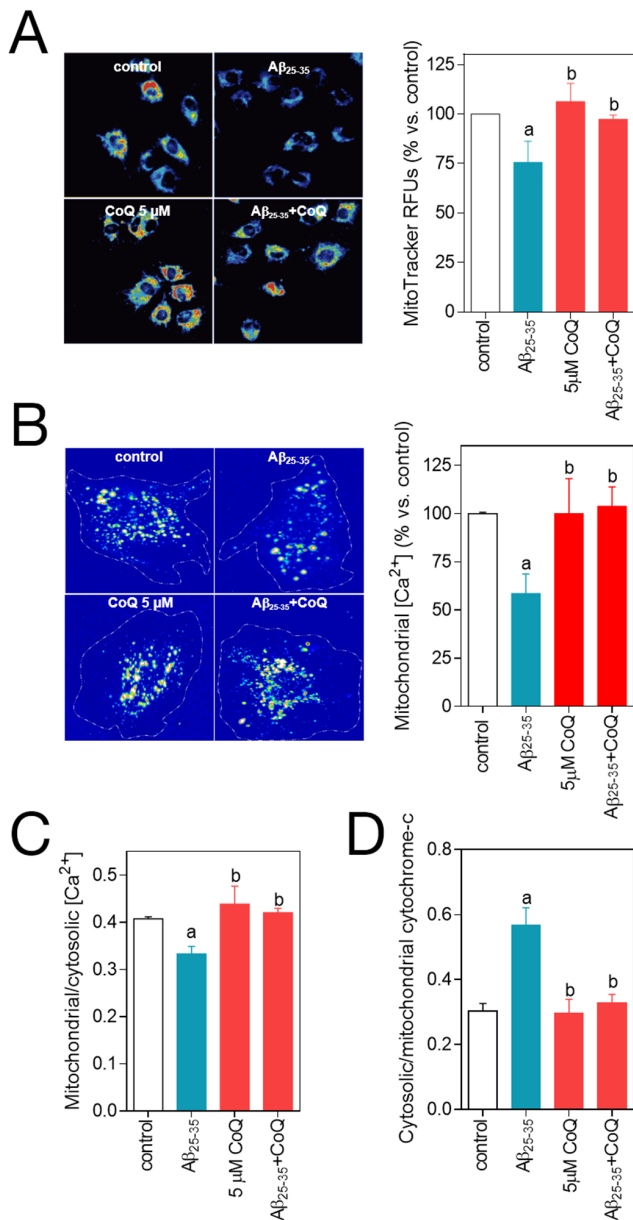 A
control
Aβ25-35
CoQ 5 µM
Aβ25-35+CoQ
MitoTracker RFUs (% vs. control)
125
100
75
50
25
0
a
b
b
control
Aβ25-35
5µM CoQ
Aβ25-35+CoQ
B
control
Aβ25-35
CoQ 5 µM
Aβ25-35+CoQ
Mitochondrial [Ca2+] (% vs. control)
125
100
75
50
25
0
a
b
b
control
Aβ25-35
5µM CoQ
Aβ25-35+CoQ
C
Mitochondrial/cytosolic [Ca2+]
0.5
0.4
0.3
0.2
0.1
0.0
a
b
b
control
Aβ25-35
5 µM CoQ
Aβ25-35+CoQ
D
Cytosolic/mitochondrial cytochrome-c
0.8
0.6
0.4
0.2
0.0
a
b
b
control
Aβ25-35
5µM CoQ
Aβ25-35+CoQ